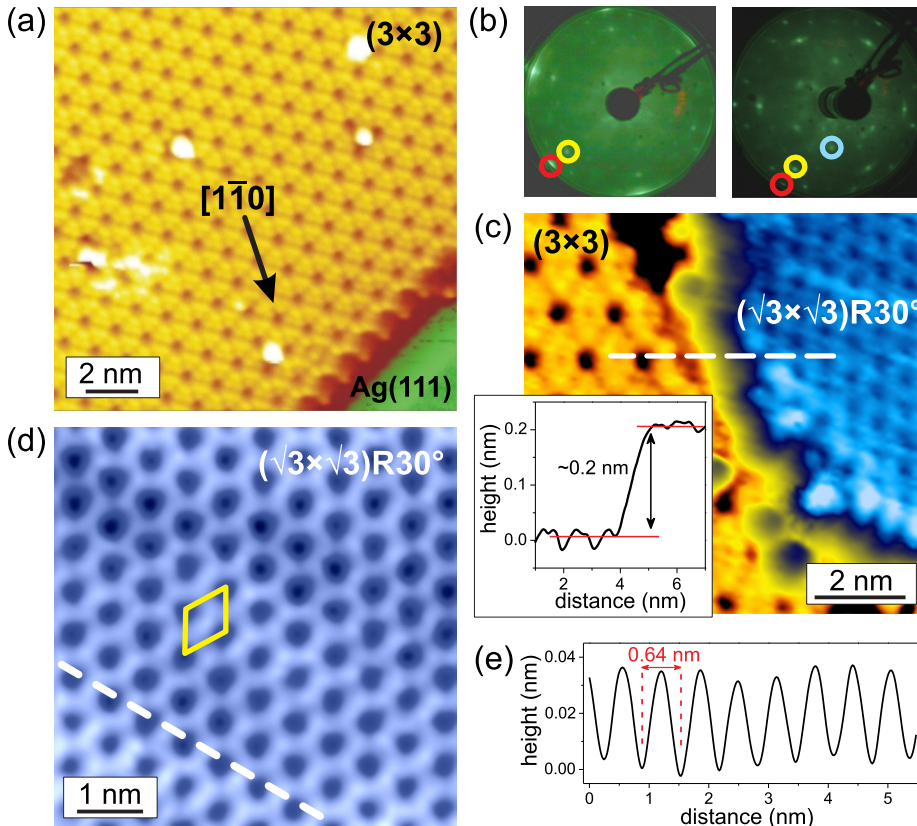 (a)
(3×3)
[11̅0]
2 nm
Ag(111)
(b)
(c)
(3×3)
(√3×√3)R30°
0.2
~0.2 nm
0.1
0.0
height (nm)
2 4 6
distance (nm)
2 nm
(d)
(√3×√3)R30°
1 nm
(e)
0.64 nm
0.04
0.02
0.00
height (nm)
0 1 2 3 4 5
distance (nm)